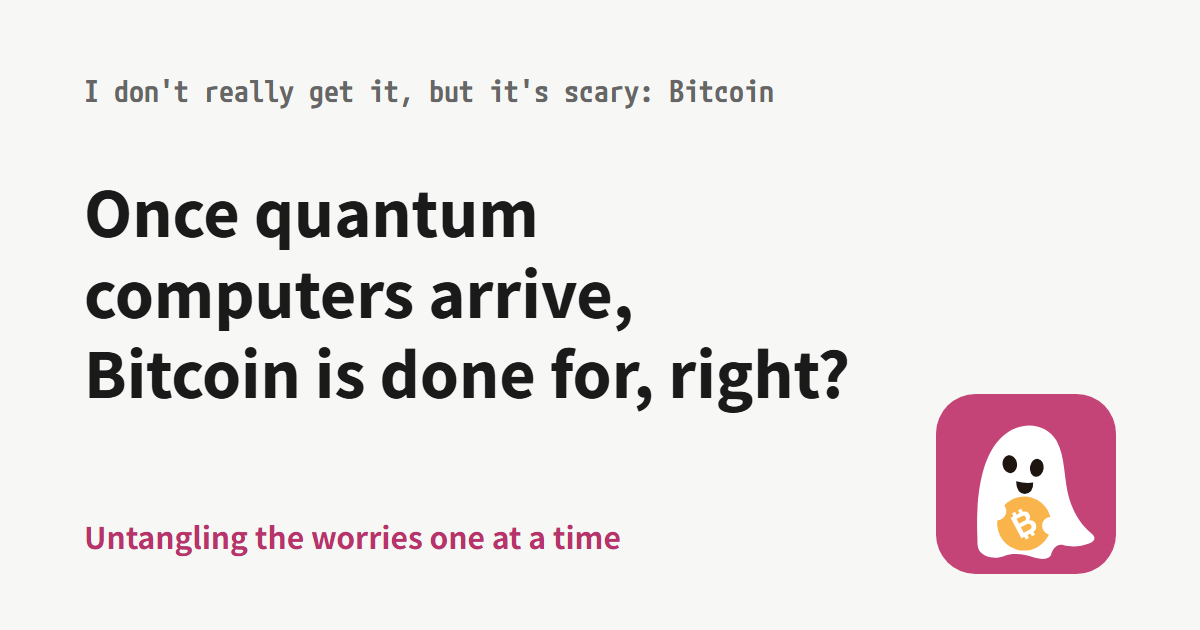 I don't really get it, but it's scary: Bitcoin
Once quantum
computers arrive,
Bitcoin is done for, right?
Untangling the worries one at a time